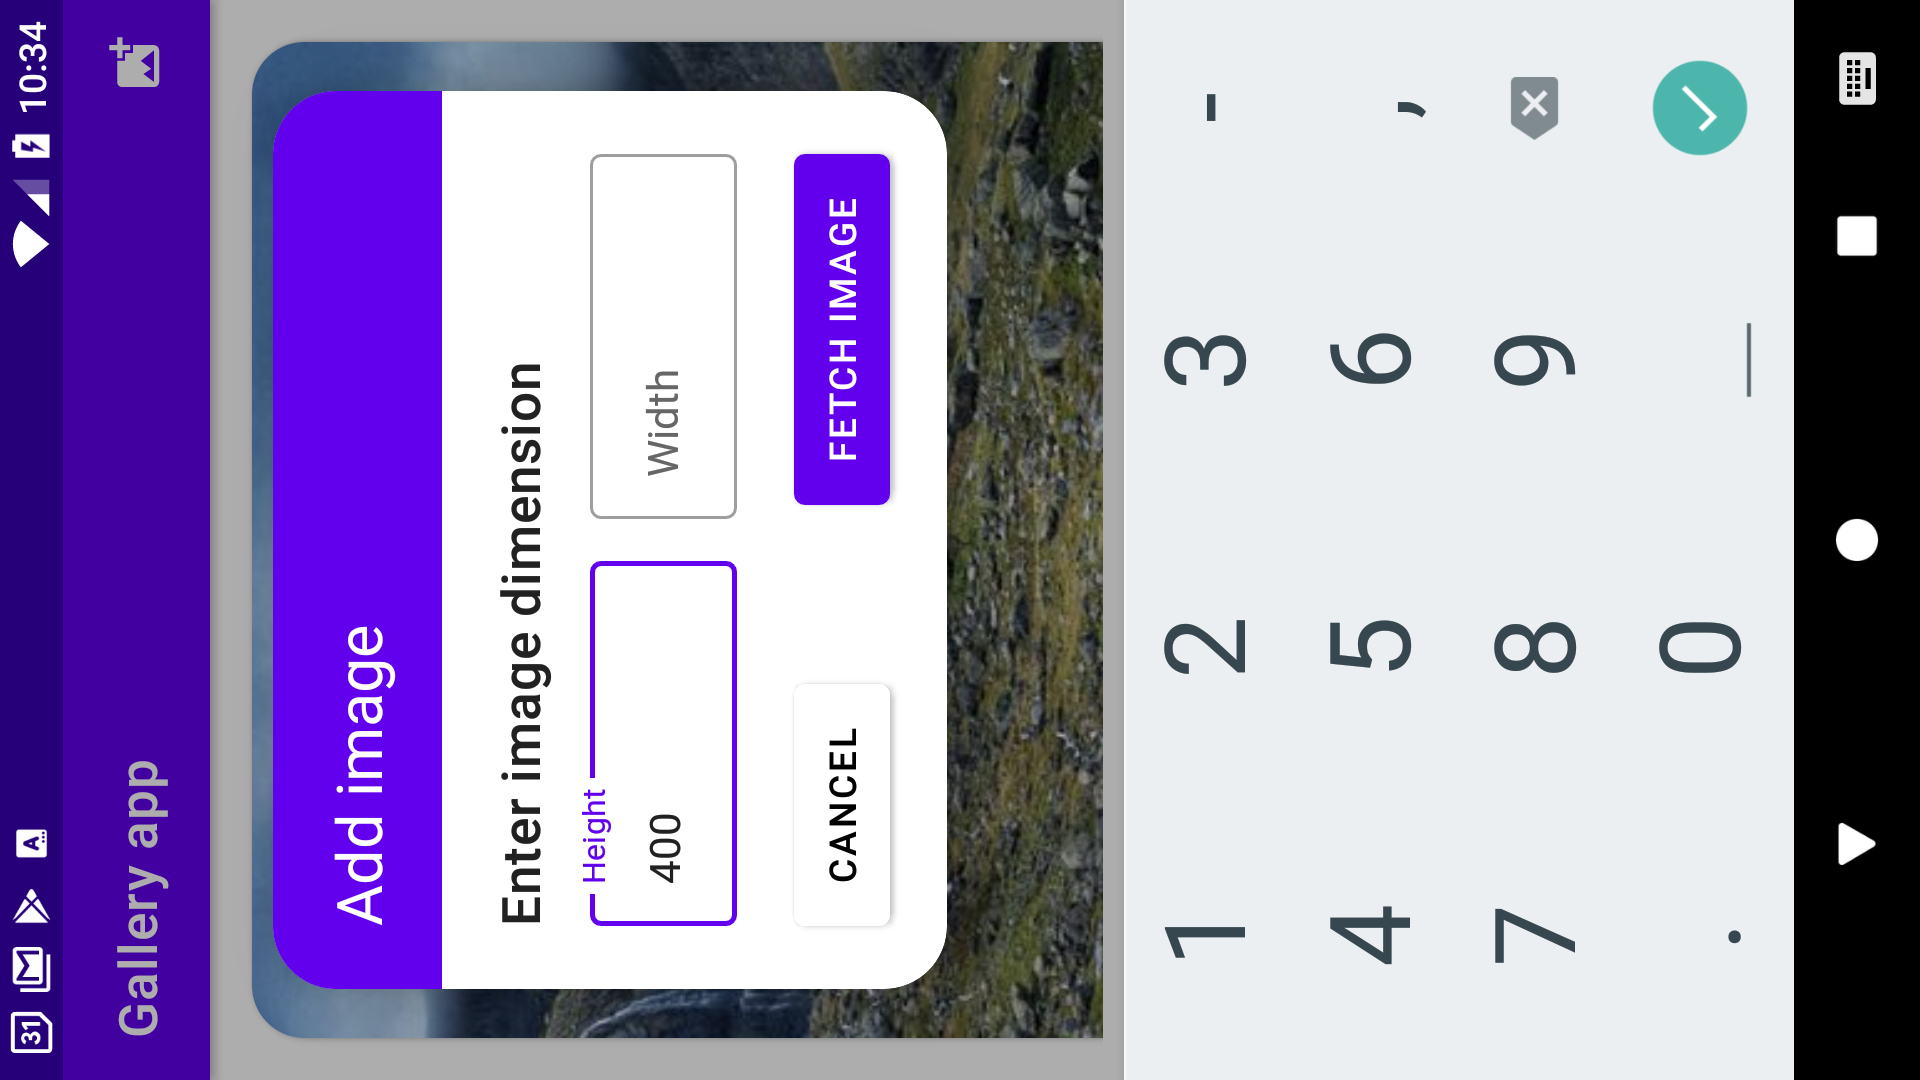 31
A
10:34
Gallery app
Add image
Enter image dimension
Height
400
Width
CANCEL
FETCH IMAGE
1 2 3 -
4 5 6 ,
7 8 9
. 0 _